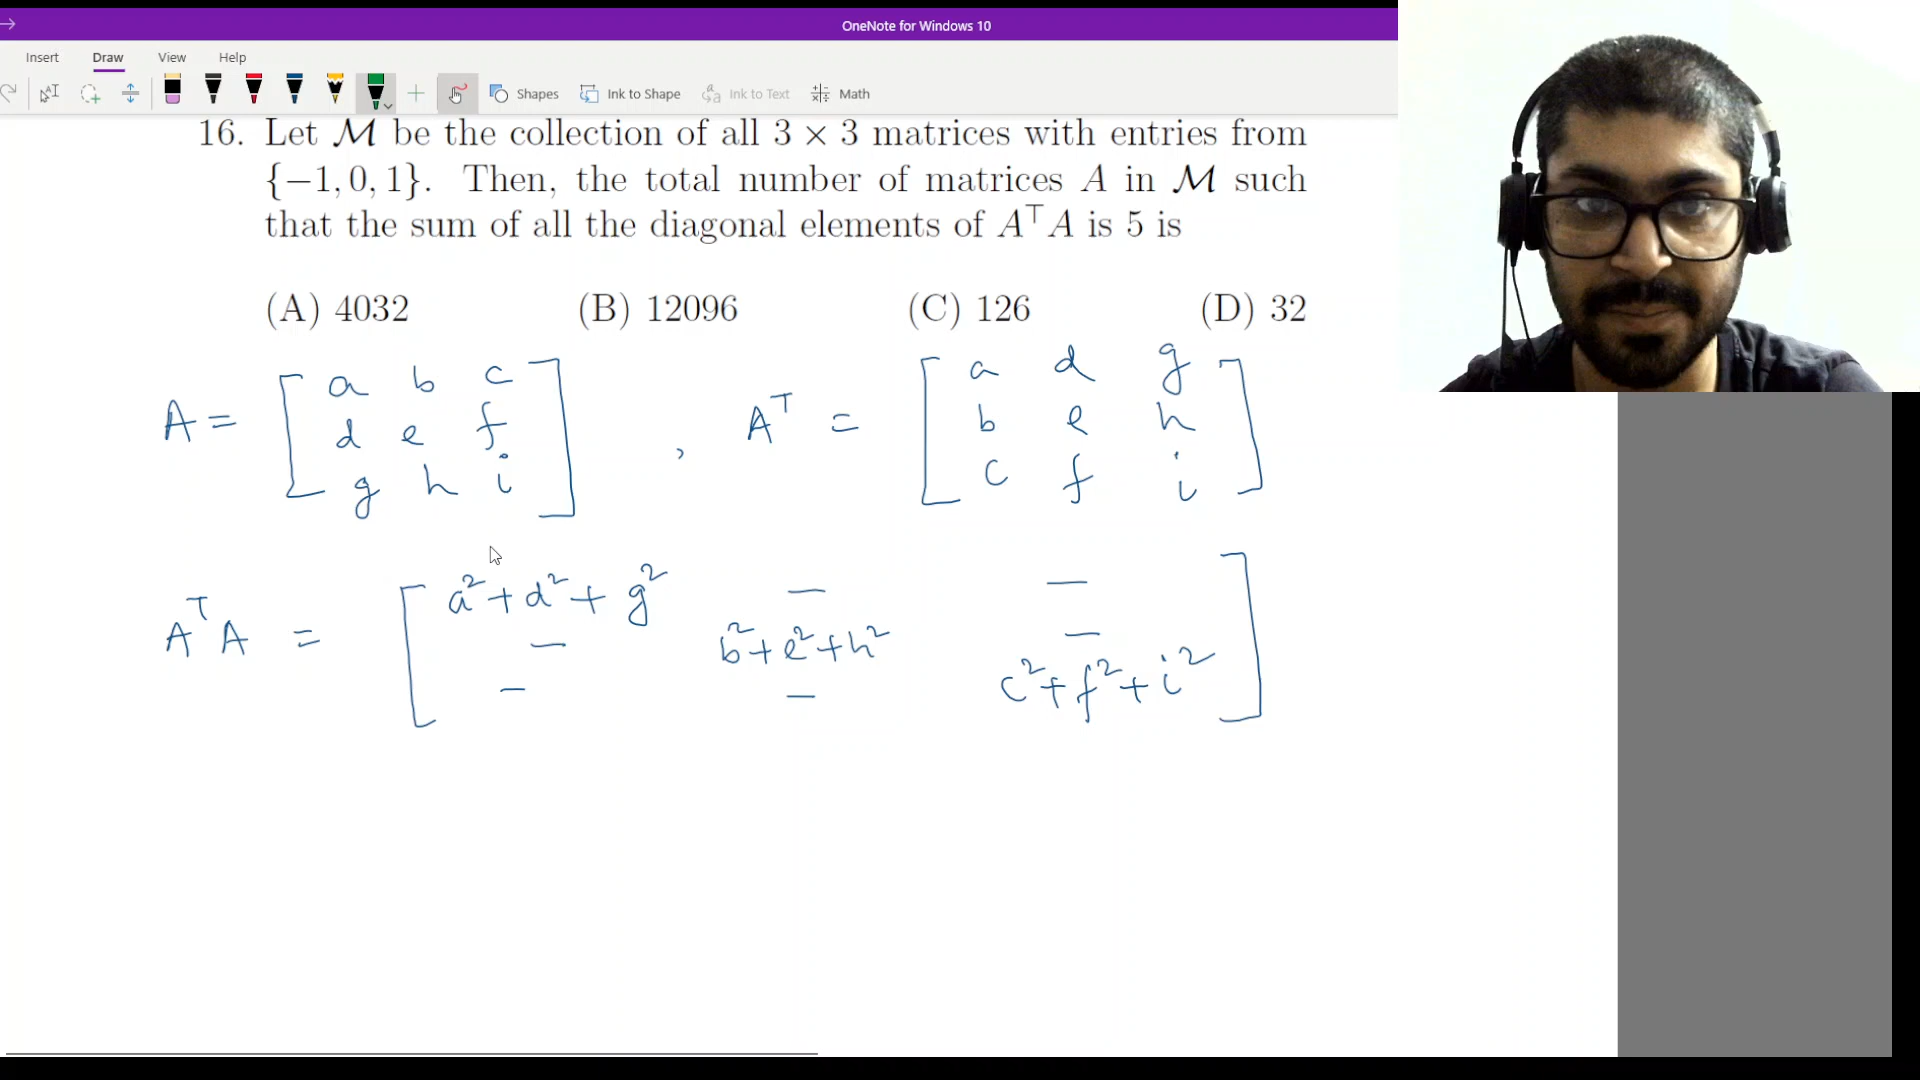 OneNote for Windows 10
Insert Draw View Help
Shapes Ink to Shape Ink to Text Math
16. Let ℳ be the collection of all 3 × 3 matrices with entries from
{−1, 0, 1}. Then, the total number of matrices A in ℳ such
that the sum of all the diagonal elements of A⊤A is 5 is
(A) 4032 (B) 12096 (C) 126 (D) 32
A = [ a b c , A^T = [ a d g
d e f b e h
g h i ] c f i ]
A^T A = [ a²+d²+g² — —
— b²+e²+h² —
— — c²+f²+i² ]